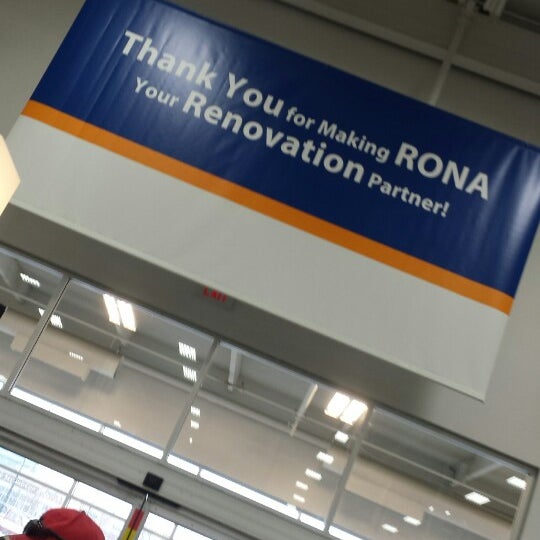 Thank You for Making RONA
Your Renovation Partner!
EXIT